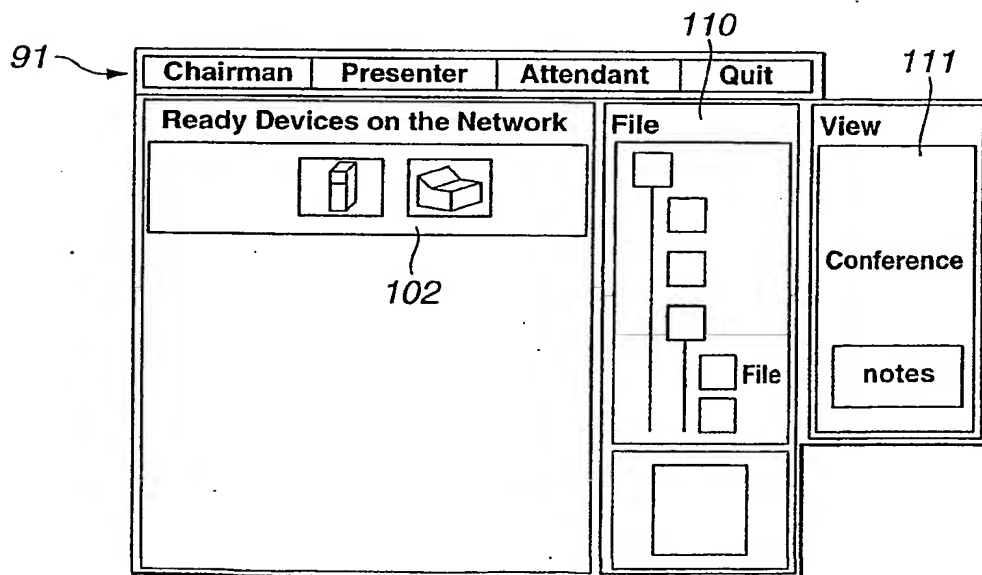 110
91
111
Chairman Presenter Attendant Quit
Ready Devices on the Network
File
View
102
Conference
File
notes